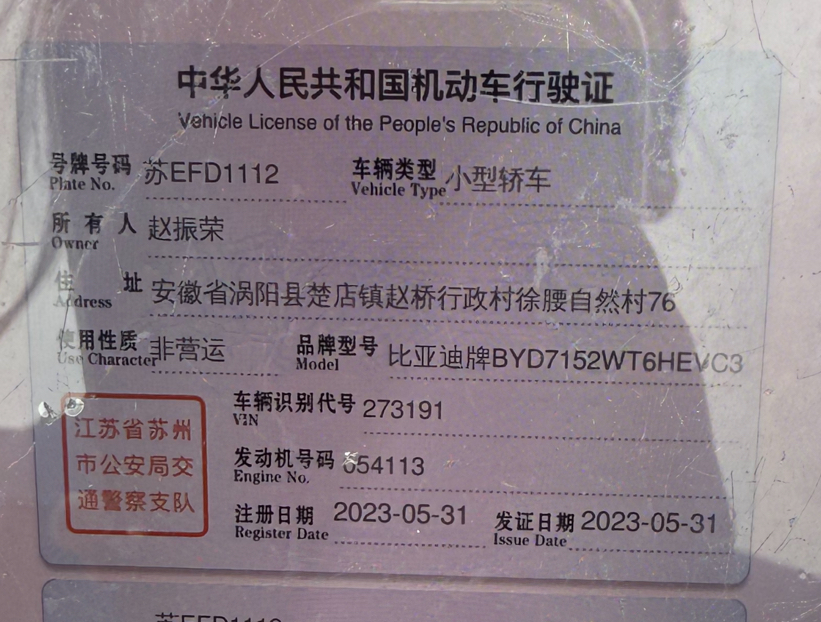 中华人民共和国机动车行驶证
Vehicle License of the People's Republic of China
号牌号码 苏EFD1112 车辆类型 小型轿车
Plate No. Vehicle Type
所有人 赵振荣
Owner
住址 安徽省涡阳县楚店镇赵桥行政村徐腰自然村76
Address
使用性质 非营运 品牌型号 比亚迪牌BYD7152WT6HEVC3
Use Character Model
江苏省苏州
市公安局交
通警察支队
车辆识别代号 273191
VIN
发动机号码 654113
Engine No.
注册日期 2023-05-31 发证日期 2023-05-31
Register Date Issue Date